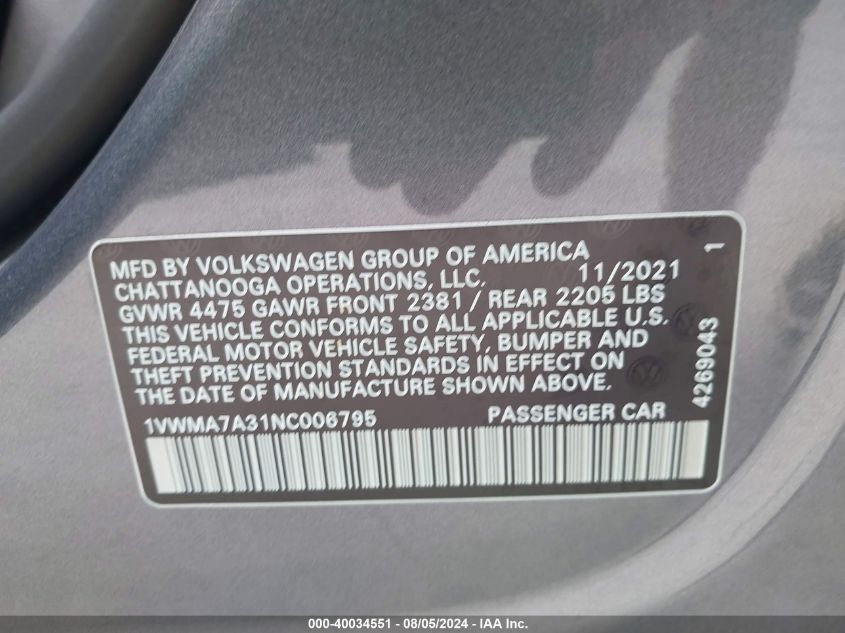 MFD BY VOLKSWAGEN GROUP OF AMERICA
CHATTANOOGA OPERATIONS, LLC. 11/2021 1
GVWR 4475 GAWR FRONT 2381 / REAR 2205 LBS
THIS VEHICLE CONFORMS TO ALL APPLICABLE U.S.
FEDERAL MOTOR VEHICLE SAFETY, BUMPER AND
THEFT PREVENTION STANDARDS IN EFFECT ON
THE DATE OF MANUFACTURE SHOWN ABOVE.
4269043
1VWMA7A31NC006795 PASSENGER CAR
000-40034551 - 08/05/2024 - IAA Inc.